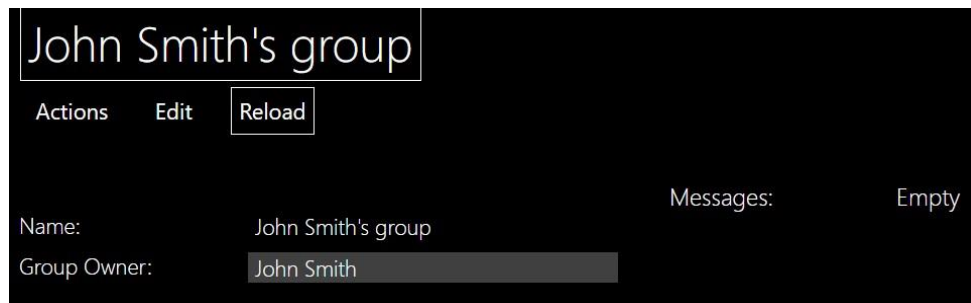 John Smith's group
Actions Edit Reload
Messages: Empty
Name: John Smith's group
Group Owner: John Smith